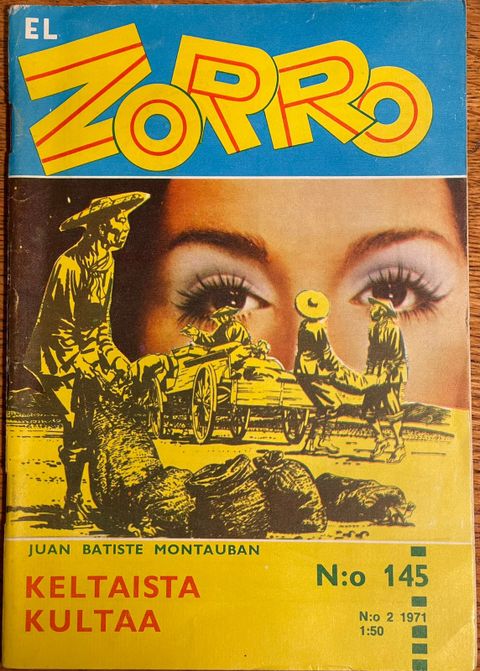 EL
ZORRO
JUAN BATISTE MONTAUBAN
KELTAISTA
KULTAA
N:o 145
N:o 2 1971
1:50